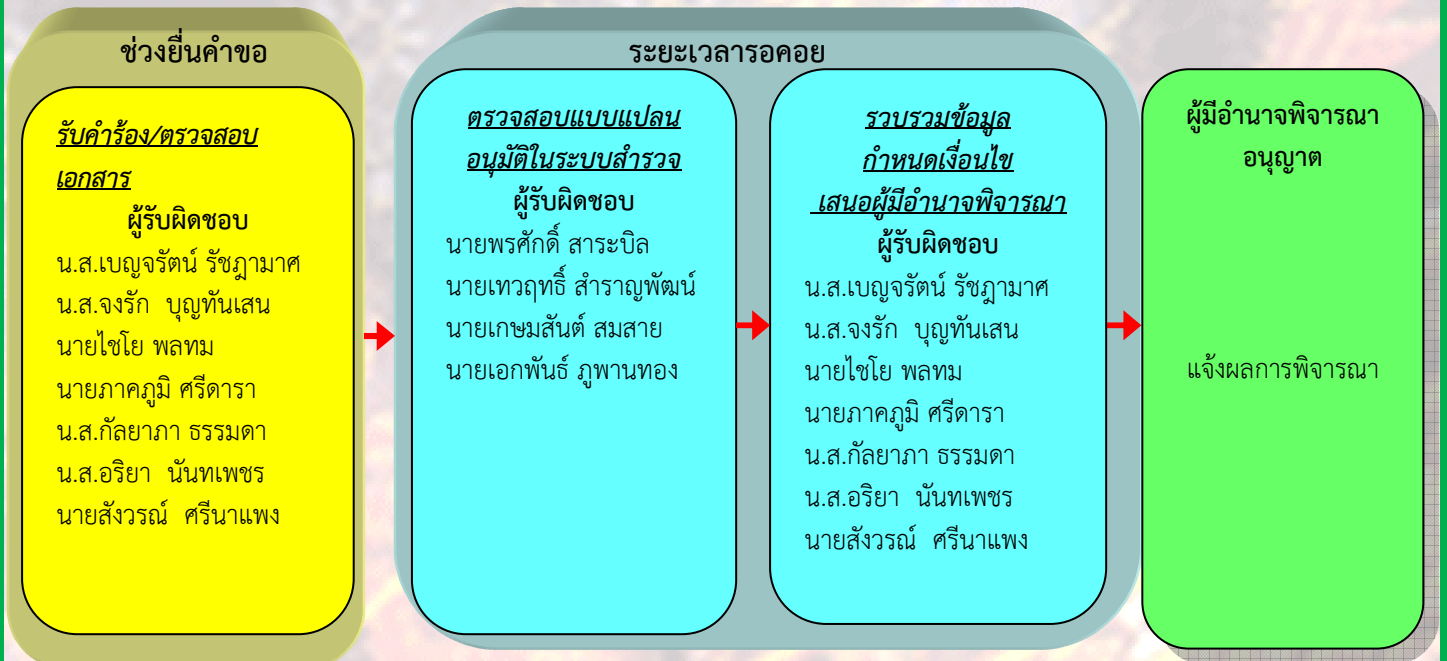 ช่วงยื่นคำขอ
รับคำร้อง/ตรวจสอบ
เอกสาร
ผู้รับผิดชอบ
น.ส.เบญจรัตน์ รัชฎามาศ
น.ส.จงรัก บุญทันเสน
นายไชโย พลทม
นายภาคภูมิ ศรีดารา
น.ส.กัลยาภา ธรรมดา
น.ส.อริยา นันทเพชร
นายสังวรณ์ ศรีนาแพง
ระยะเวลารอคอย
ตรวจสอบแบบแปลน
อนุมัติในระบบสำรวจ
ผู้รับผิดชอบ
นายพรศักดิ์ สาระบิล
นายเทวฤทธิ์ สำราญพัฒน์
นายเกษมสันต์ สมสาย
นายเอกพันธ์ ภูพานทอง
รวบรวมข้อมูล
กำหนดเงื่อนไข
เสนอผู้มีอำนาจพิจารณา
ผู้รับผิดชอบ
น.ส.เบญจรัตน์ รัชฎามาศ
น.ส.จงรัก บุญทันเสน
นายไชโย พลทม
นายภาคภูมิ ศรีดารา
น.ส.กัลยาภา ธรรมดา
น.ส.อริยา นันทเพชร
นายสังวรณ์ ศรีนาแพง
ผู้มีอำนาจพิจารณา
อนุญาต
แจ้งผลการพิจารณา